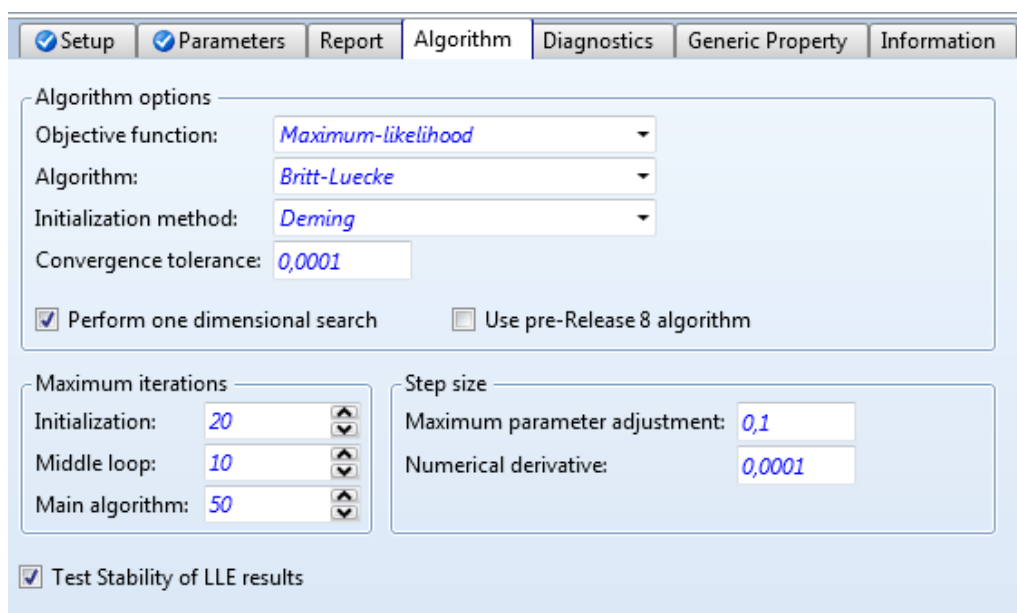 Setup Parameters Report Algorithm Diagnostics Generic Property Information
Algorithm options
Objective function: Maximum-likelihood
Algorithm: Britt-Luecke
Initialization method: Deming
Convergence tolerance: 0,0001
Perform one dimensional search Use pre-Release 8 algorithm
Maximum iterations Step size
Initialization: 20 Maximum parameter adjustment: 0,1
Middle loop: 10 Numerical derivative: 0,0001
Main algorithm: 50
Test Stability of LLE results